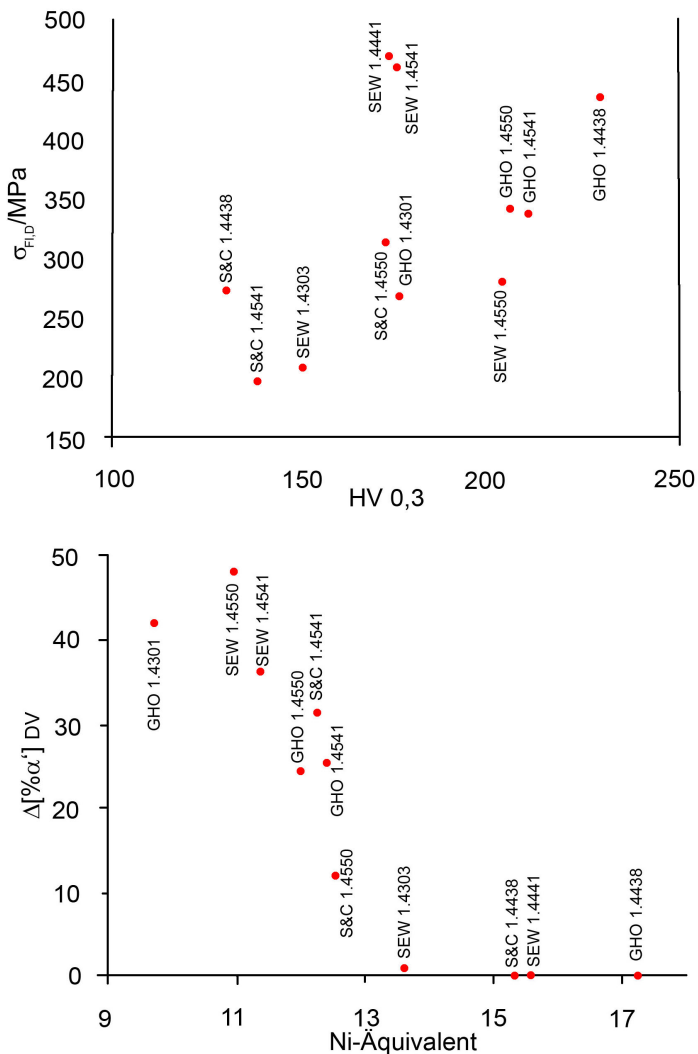 500
450
400
350
300
250
200
150
σFl,D/MPa
SEW 1.4441
SEW 1.4541
GHO 1.4550
GHO 1.4541
GHO 1.4438
S&C 1.4438
S&C 1.4541
SEW 1.4303
S&C 1.4550
GHO 1.4301
SEW 1.4550
100
150
200
250
HV 0,3
50
40
30
20
10
0
Δ[%α‘] DV
GHO 1.4301
SEW 1.4550
SEW 1.4541
GHO 1.4550
S&C 1.4541
GHO 1.4541
S&C 1.4550
SEW 1.4303
S&C 1.4438
SEW 1.4441
GHO 1.4438
9
11
13
15
17
Ni-Äquivalent